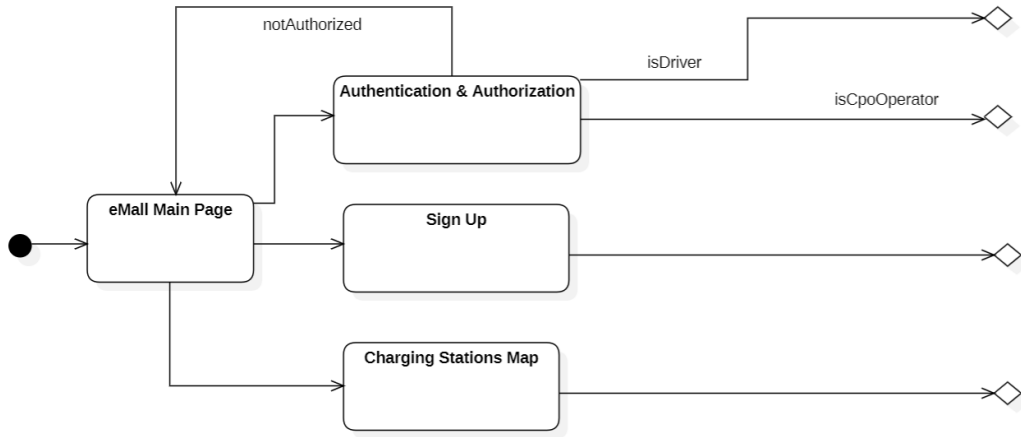 notAuthorized
isDriver
Authentication & Authorization
isCpoOperator
eMall Main Page
Sign Up
Charging Stations Map